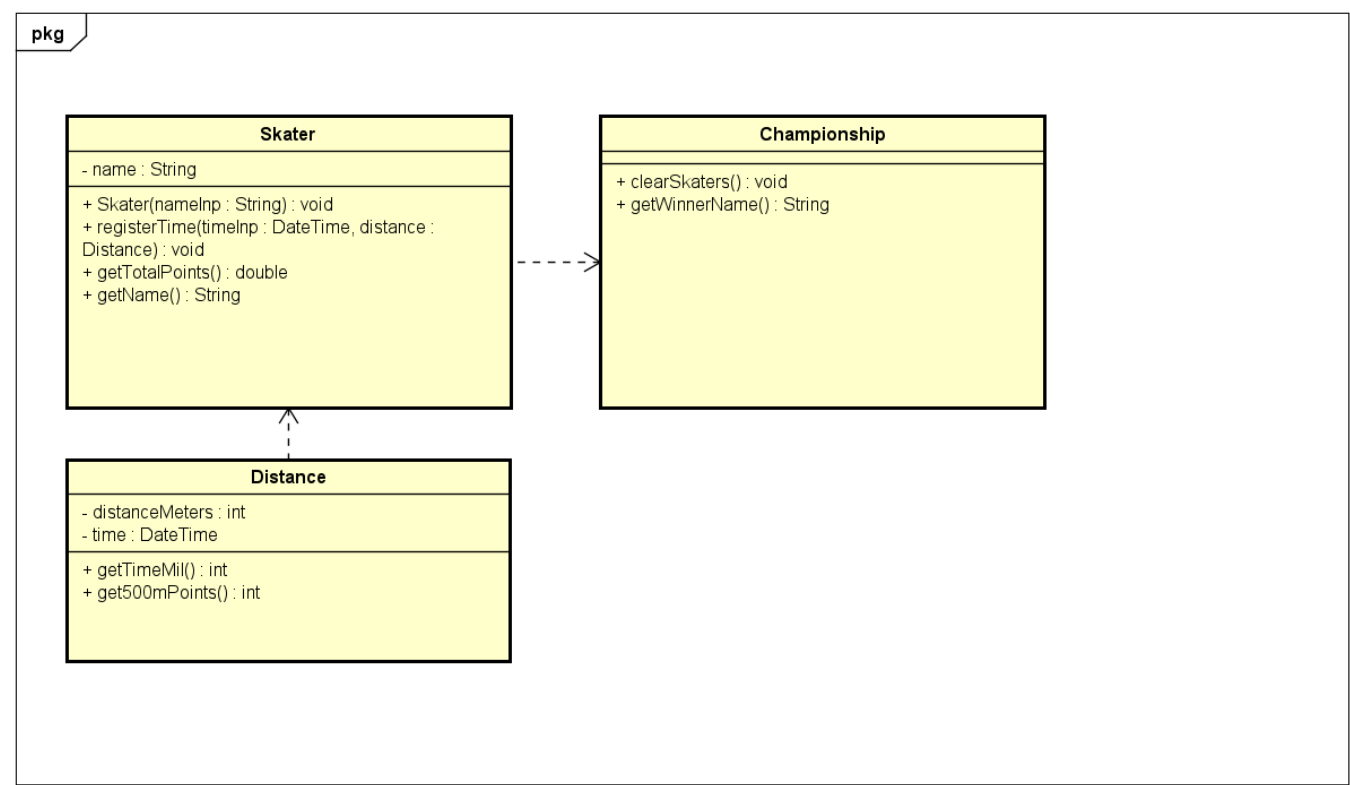 pkg
Skater
- name : String
+ Skater(nameInp : String) : void
+ registerTime(timeInp : DateTime, distance :
Distance) : void
+ getTotalPoints() : double
+ getName() : String
Championship
+ clearSkaters() : void
+ getWinnerName() : String
Distance
- distanceMeters : int
- time : DateTime
+ getTimeMil() : int
+ get500mPoints() : int